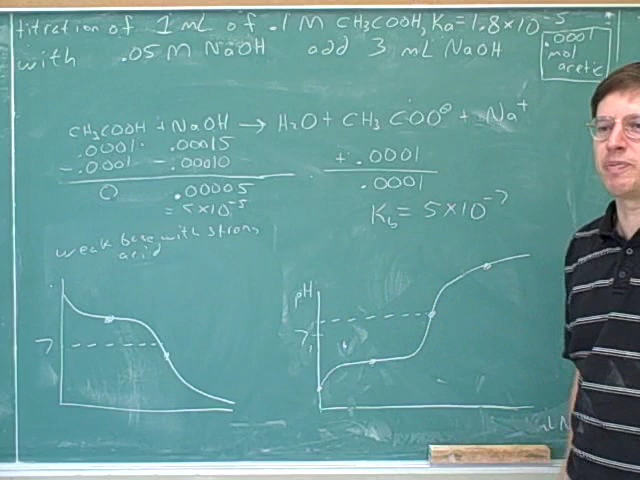 titration of 1 mL of .1 M CH3COOH, Ka = 1.8×10⁻⁵
with .05 M NaOH add 3 mL NaOH
.0001
mol
acetic
CH3COOH + NaOH → H2O + CH3COO⊖ + Na⁺
.0001 .00015
-.0001 -.00010 +.0001
0 .00005 .0001
= 5×10⁻⁵
Kb = 5×10⁻⁷
weak base with strong
acid
7
pH
7